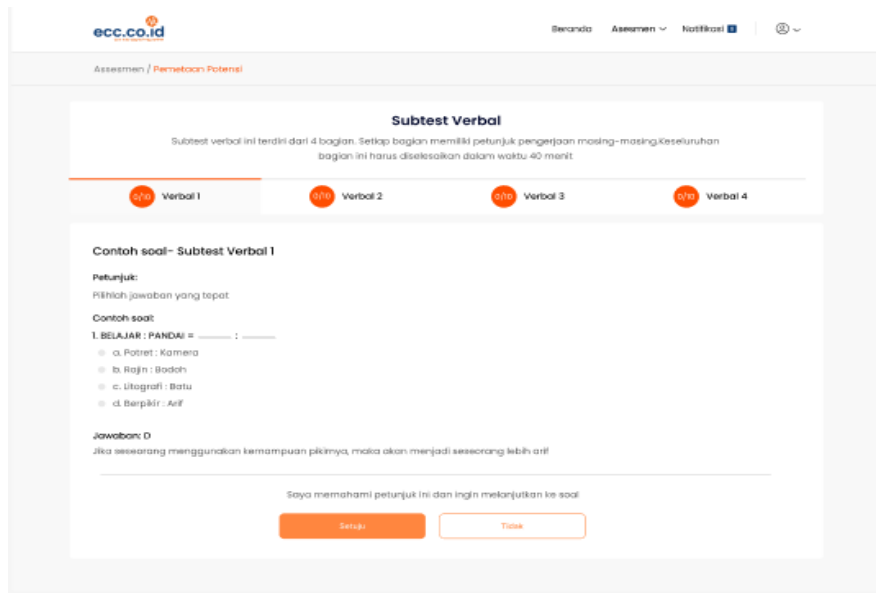 ecc.co.id
Beranda Asesmen Notifikasi
Assesmen / Pemetaan Potensi
Subtest Verbal
Subtest verbal ini terdiri dari 4 bagian. Setiap bagian memiliki petunjuk pengerjaan masing-masing.Keseluruhan
bagian ini harus diselesaikan dalam waktu 40 menit
0/10 Verbal 1 0/10 Verbal 2 0/10 Verbal 3 0/10 Verbal 4
Contoh soal- Subtest Verbal 1
Petunjuk:
Pilihlah jawaban yang tepat
Contoh soal:
1. BELAJAR : PANDAI = ______ : ______
a. Potret : Kamera
b. Rajin : Bodoh
c. Litografi : Batu
d. Berpikir : Arif
Jawaban: D
Jika seseorang menggunakan kemampuan pikirnya, maka akan menjadi seseorang lebih arif
Saya memahami petunjuk ini dan ingin melanjutkan ke soal
Setuju Tidak